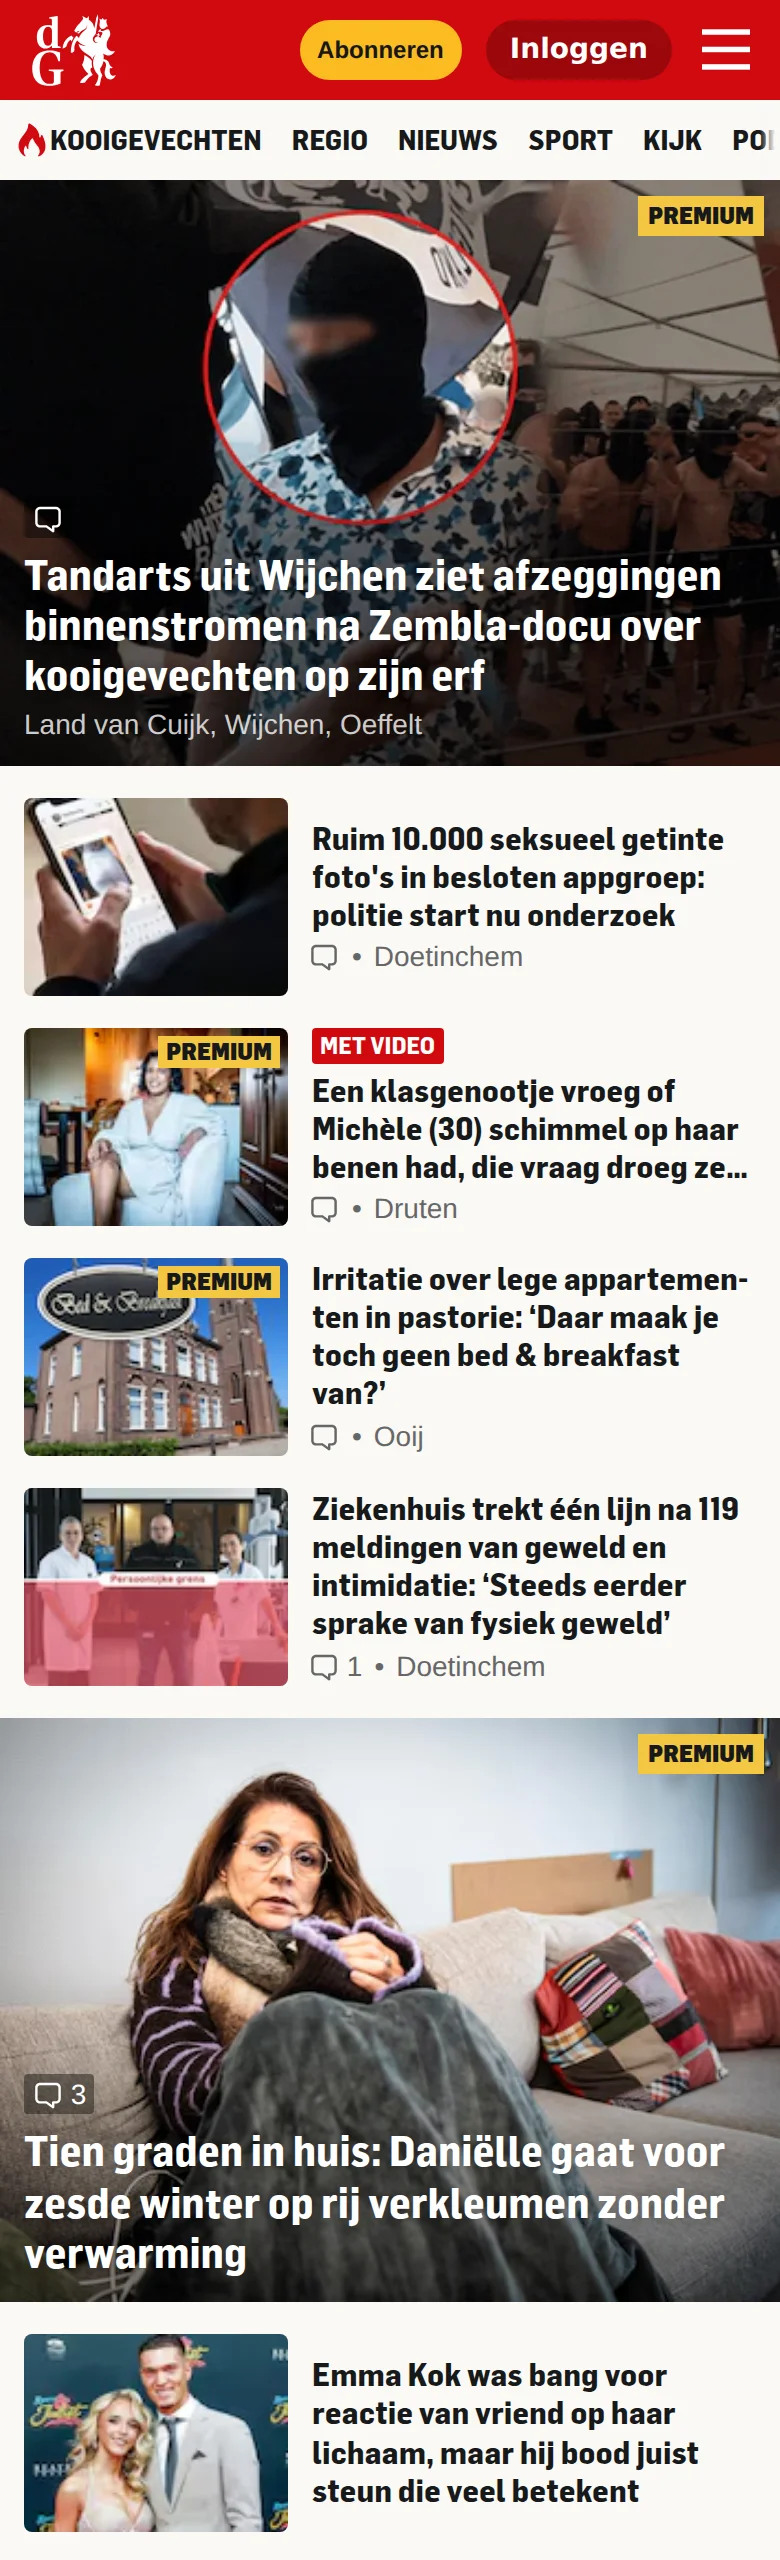 dG
Abonneren
Inloggen
KOOIGEVECHTEN REGIO NIEUWS SPORT KIJK
PREMIUM
Tandarts uit Wijchen ziet afzeggingen
binnenstromen na Zembla-docu over
kooigevechten op zijn erf
Land van Cuijk, Wijchen, Oeffelt
Ruim 10.000 seksueel getinte
foto's in besloten appgroep:
politie start nu onderzoek
• Doetinchem
PREMIUM
MET VIDEO
Een klasgenootje vroeg of
Michèle (30) schimmel op haar
benen had, die vraag droeg ze...
• Druten
PREMIUM
Bed &
Irritatie over lege appartemen-
ten in pastorie: ‘Daar maak je
toch geen bed & breakfast
van?’
• Ooij
Persoonlijke grens
Ziekenhuis trekt één lijn na 119
meldingen van geweld en
intimidatie: ‘Steeds eerder
sprake van fysiek geweld’
1 • Doetinchem
PREMIUM
3
Tien graden in huis: Daniëlle gaat voor
zesde winter op rij verkleumen zonder
verwarming
Emma Kok was bang voor
reactie van vriend op haar
lichaam, maar hij bood juist
steun die veel betekent